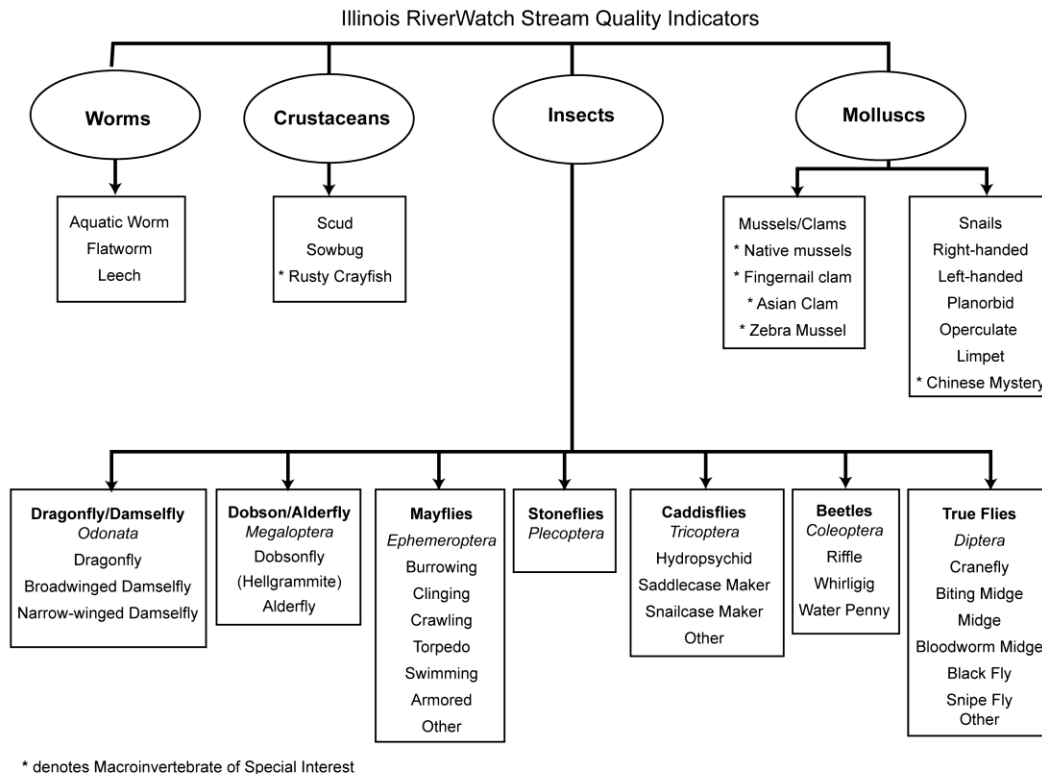 Illinois RiverWatch Stream Quality Indicators
Worms
Crustaceans
Insects
Molluscs
Aquatic Worm
Flatworm
Leech
Scud
Sowbug
* Rusty Crayfish
Mussels/Clams
* Native mussels
* Fingernail clam
* Asian Clam
* Zebra Mussel
Snails
Right-handed
Left-handed
Planorbid
Operculate
Limpet
* Chinese Mystery
Dragonfly/Damselfly
Odonata
Dragonfly
Broadwinged Damselfly
Narrow-winged Damselfly
Dobson/Alderfly
Megaloptera
Dobsonfly
(Hellgrammite)
Alderfly
Mayflies
Ephemeroptera
Burrowing
Clinging
Crawling
Torpedo
Swimming
Armored
Other
Stoneflies
Plecoptera
Caddisflies
Tricoptera
Hydropsychid
Saddlecase Maker
Snailcase Maker
Other
Beetles
Coleoptera
Riffle
Whirligig
Water Penny
True Flies
Diptera
Cranefly
Biting Midge
Midge
Bloodworm Midge
Black Fly
Snipe Fly
Other
* denotes Macroinvertebrate of Special Interest